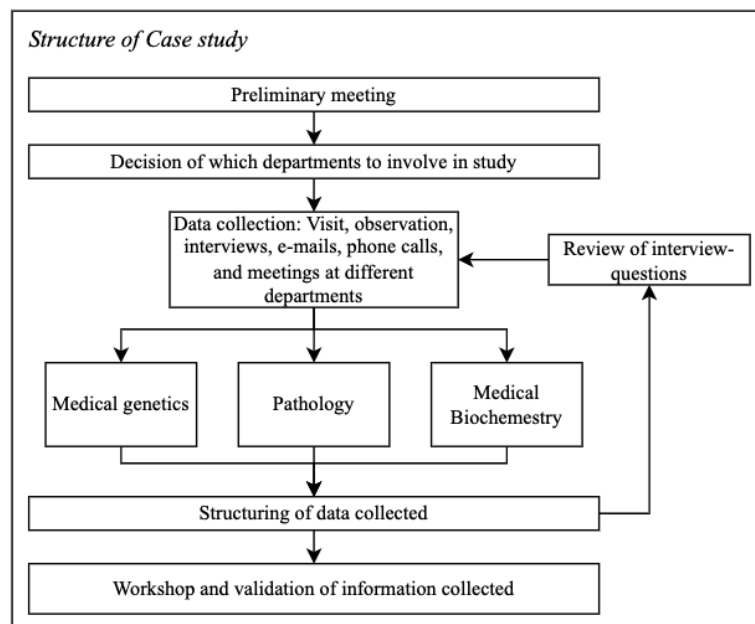 Structure of Case study
Preliminary meeting
Decision of which departments to involve in study
Data collection: Visit, observation,
interviews, e-mails, phone calls,
and meetings at different
departments
Review of interview-
questions
Medical genetics
Pathology
Medical
Biochemestry
Structuring of data collected
Workshop and validation of information collected